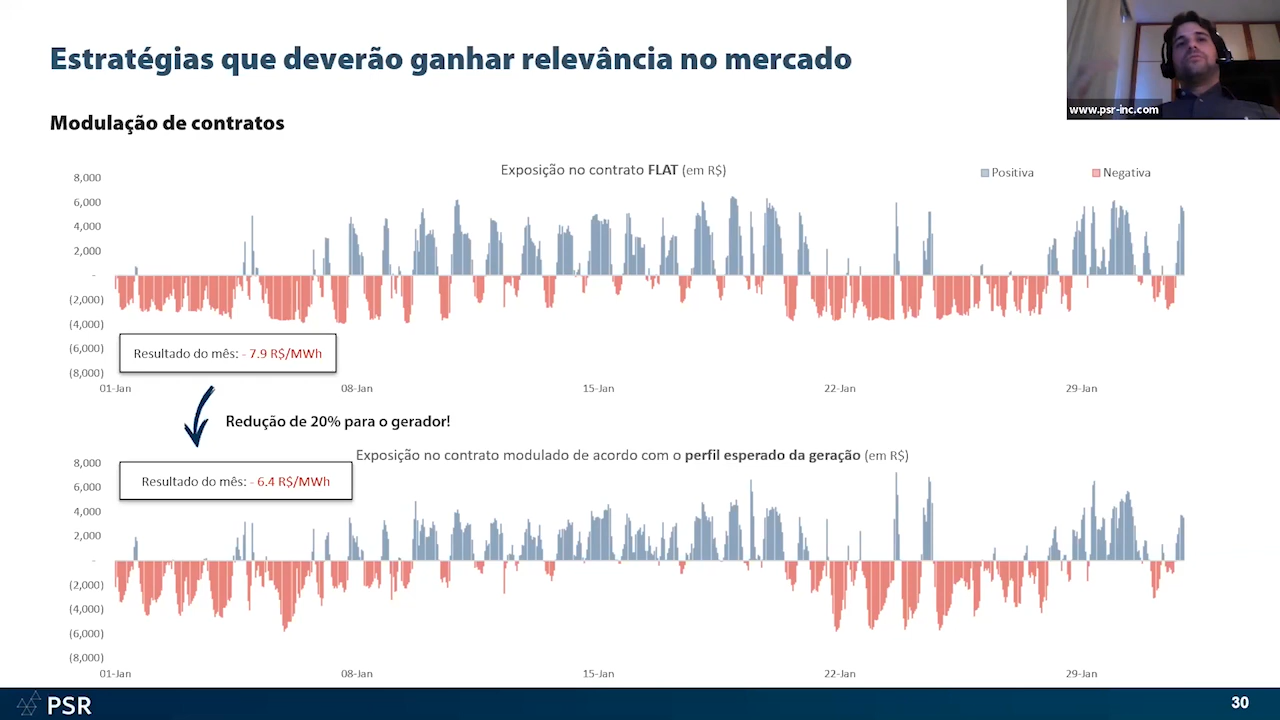 Estratégias que deverão ganhar relevância no mercado
www.psr-inc.com
Modulação de contratos
Exposição no contrato FLAT (em R$)
Positiva
Negativa
8,000
6,000
4,000
2,000
-
(2,000)
(4,000)
(6,000)
(8,000)
Resultado do mês: - 7.9 R$/MWh
01-Jan 08-Jan 15-Jan 22-Jan 29-Jan
Redução de 20% para o gerador!
Exposição no contrato modulado de acordo com o perfil esperado da geração (em R$)
8,000
6,000
4,000
2,000
-
(2,000)
(4,000)
(6,000)
(8,000)
Resultado do mês: - 6.4 R$/MWh
01-Jan 08-Jan 15-Jan 22-Jan 29-Jan
PSR
30